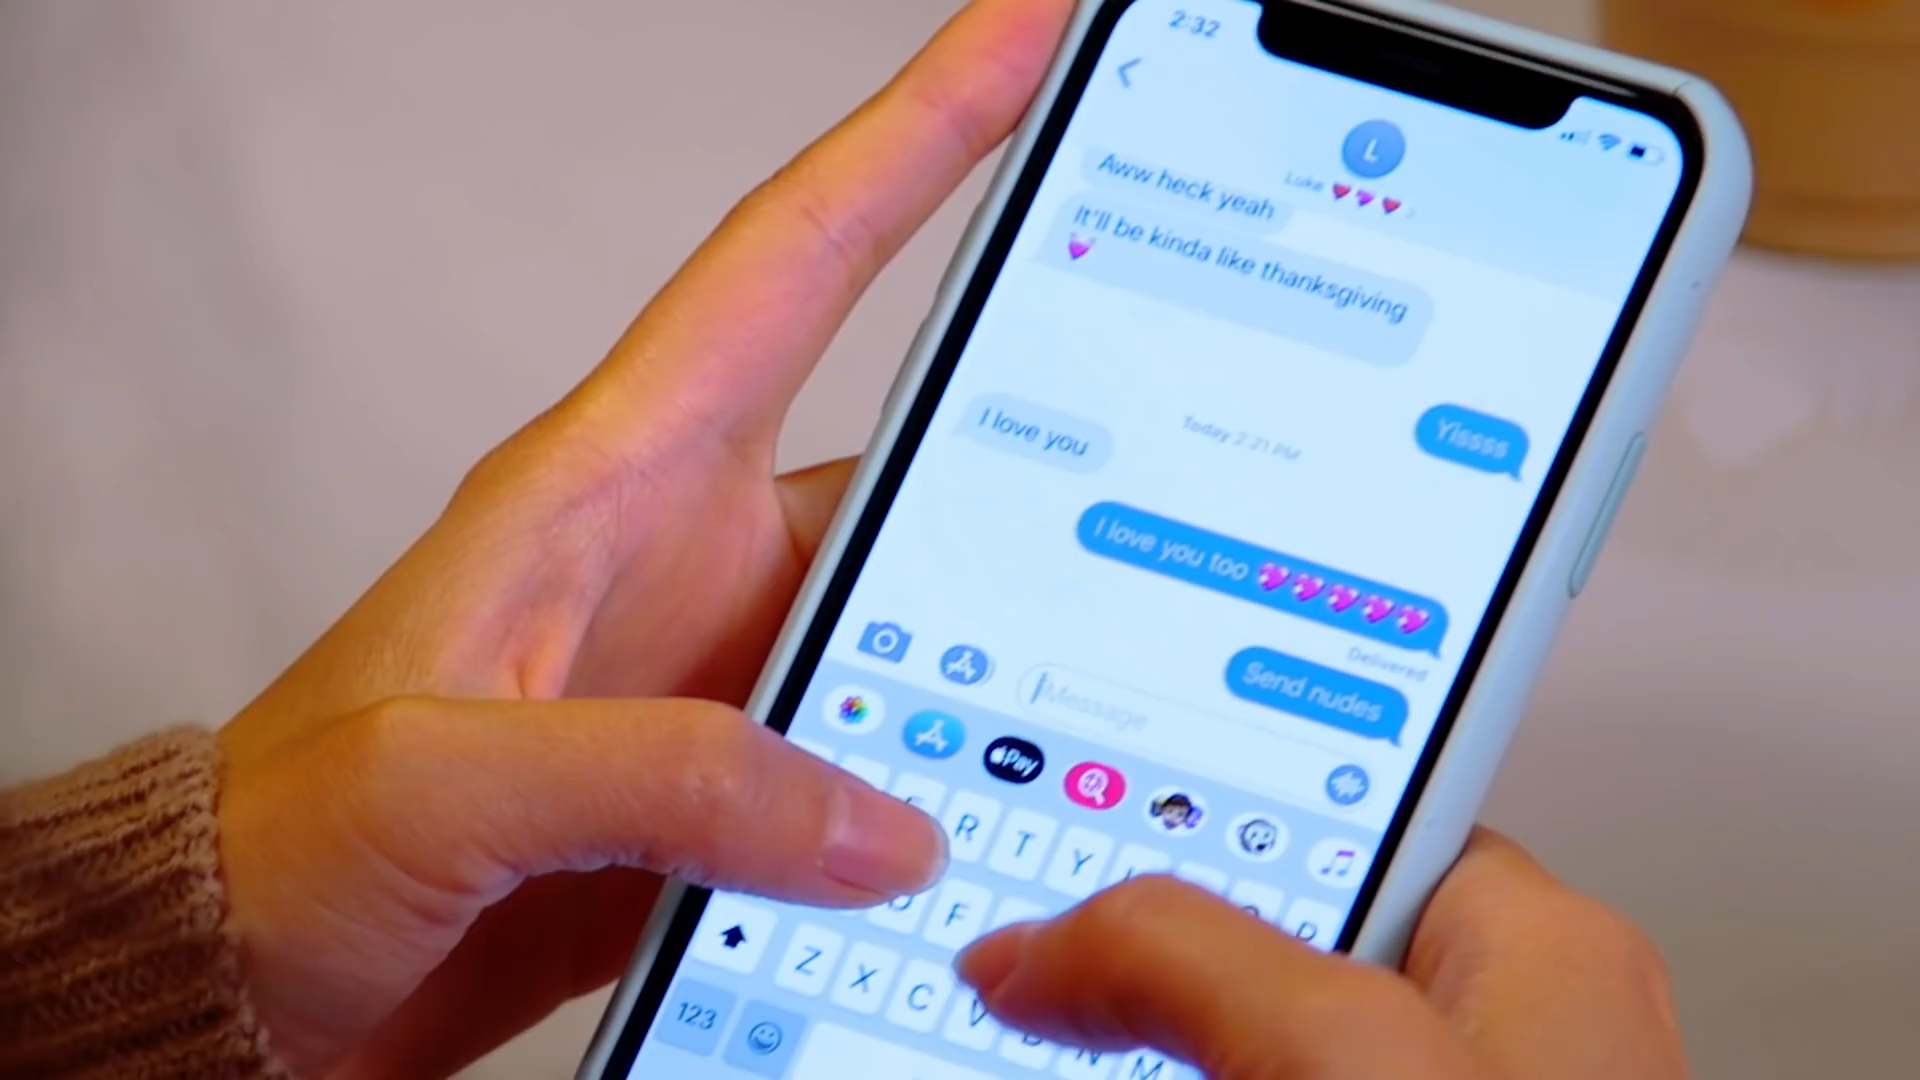 2:32
L
Luke ❤️💕❤️
Aww heck yeah
It'll be kinda like thanksgiving
💓
Yissss
Today 2:21 PM
I love you
I love you too 💖💖💖💖💖
Delivered
Send nudes
Message
Pay
R T Y
D F P
Z X C V B N M
123